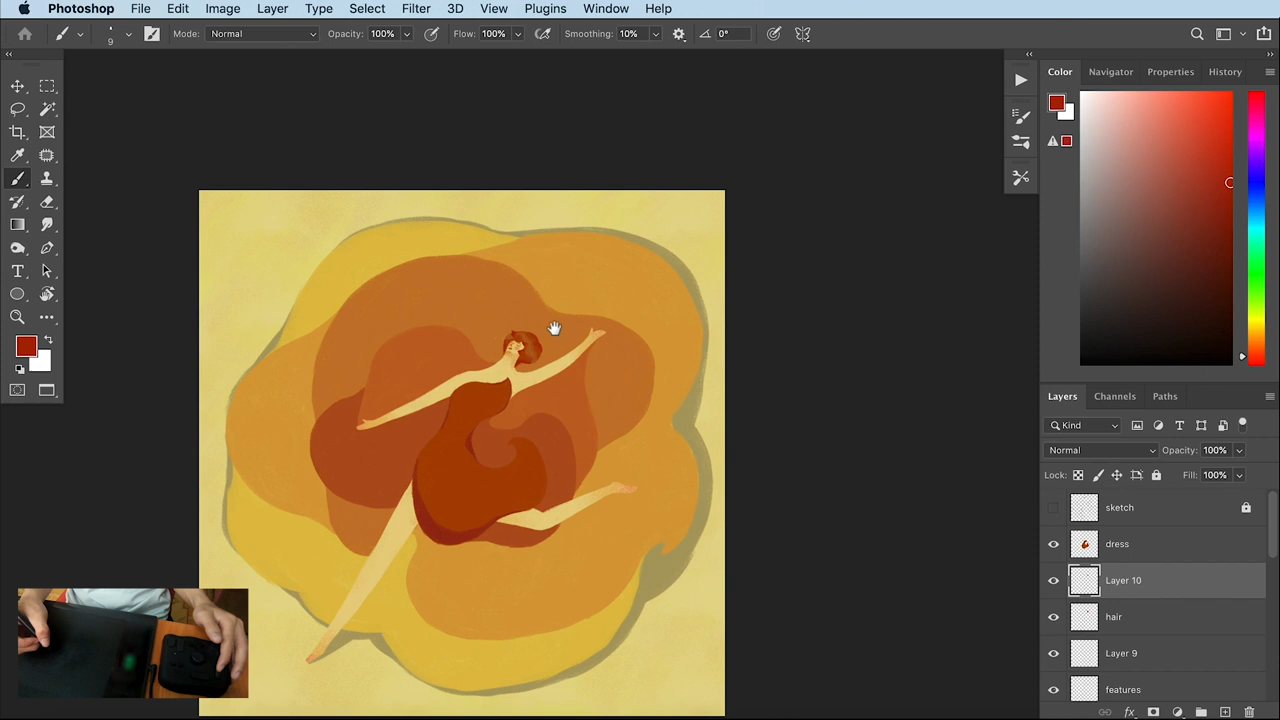 Photoshop File Edit Image Layer Type Select Filter 3D View Plugins Window Help
9 Mode: Normal Opacity: 100% Flow: 100% Smoothing: 10% 0°
Color Navigator Properties History
Layers Channels Paths
Kind
Normal Opacity: 100%
Lock: Fill: 100%
sketch
dress
Layer 10
hair
Layer 9
features
fx